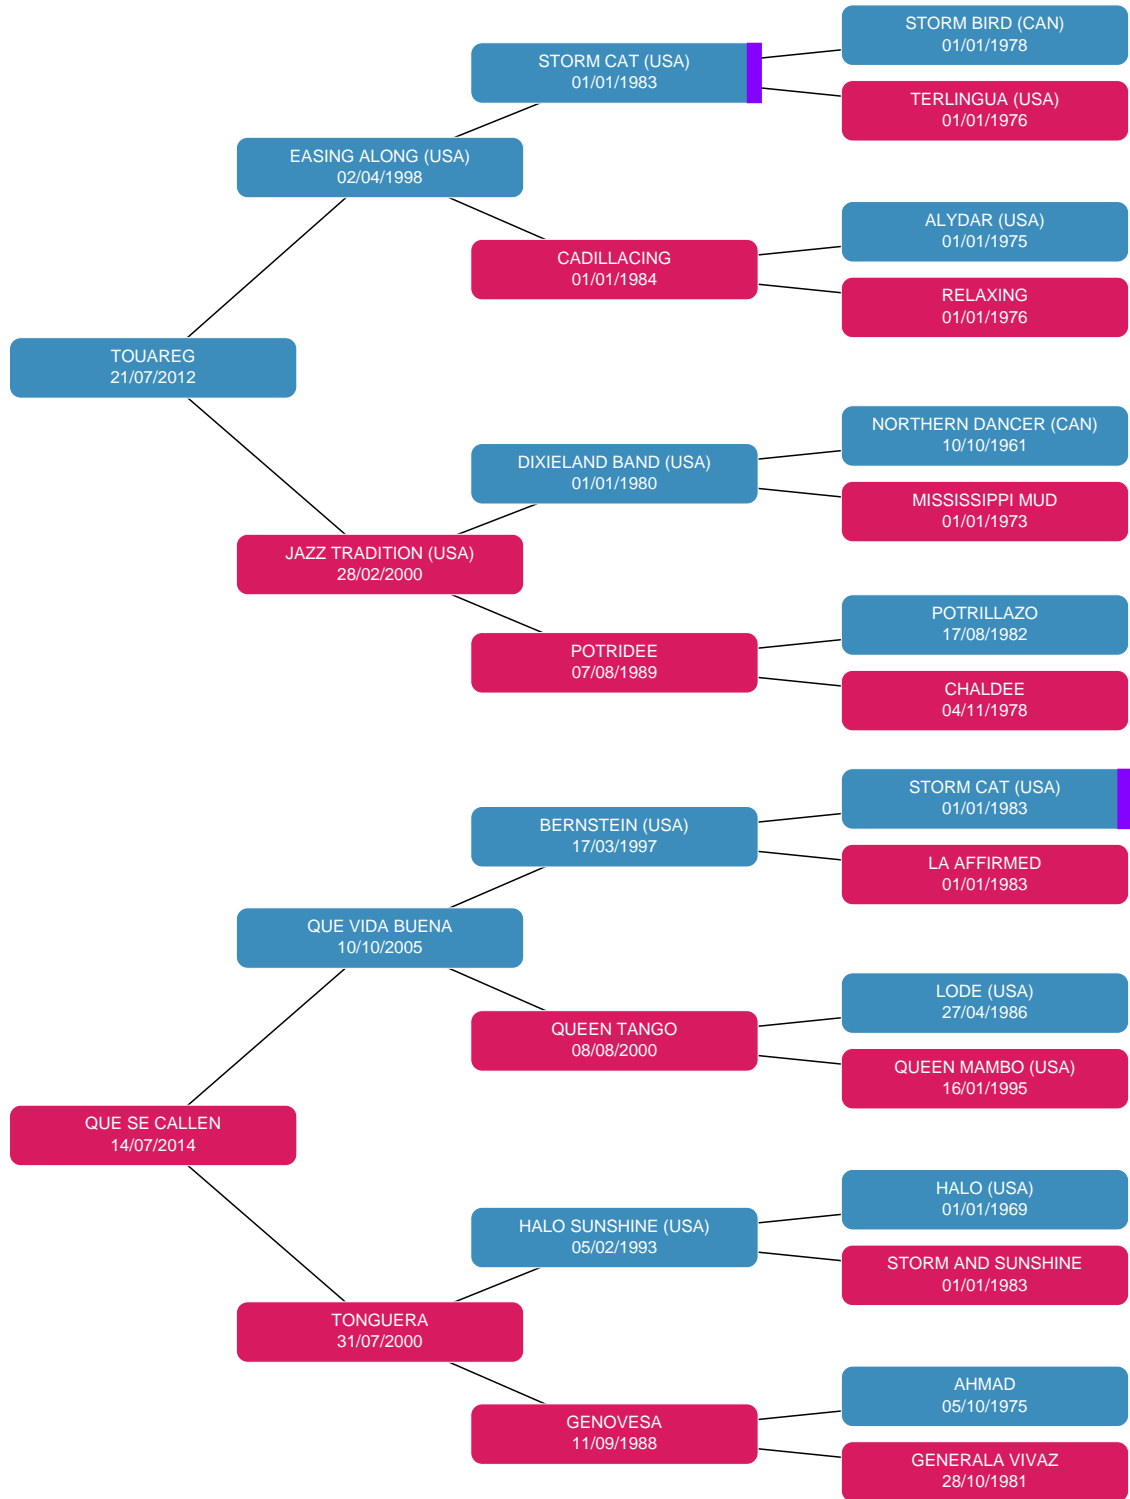 STORM BIRD (CAN)
01/01/1978
STORM CAT (USA)
01/01/1983
TERLINGUA (USA)
01/01/1976
EASING ALONG (USA)
02/04/1998
ALYDAR (USA)
01/01/1975
CADILLACING
01/01/1984
RELAXING
01/01/1976
TOUAREG
21/07/2012
NORTHERN DANCER (CAN)
10/10/1961
DIXIELAND BAND (USA)
01/01/1980
MISSISSIPPI MUD
01/01/1973
JAZZ TRADITION (USA)
28/02/2000
POTRILLAZO
17/08/1982
POTRIDEE
07/08/1989
CHALDEE
04/11/1978
STORM CAT (USA)
01/01/1983
BERNSTEIN (USA)
17/03/1997
LA AFFIRMED
01/01/1983
QUE VIDA BUENA
10/10/2005
LODE (USA)
27/04/1986
QUEEN TANGO
08/08/2000
QUEEN MAMBO (USA)
16/01/1995
QUE SE CALLEN
14/07/2014
HALO (USA)
01/01/1969
HALO SUNSHINE (USA)
05/02/1993
STORM AND SUNSHINE
01/01/1983
TONGUERA
31/07/2000
AHMAD
05/10/1975
GENOVESA
11/09/1988
GENERALA VIVAZ
28/10/1981